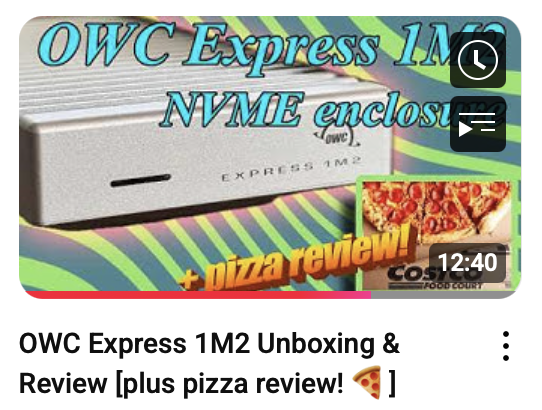 OWC Express 1M2
NVME enclosure
OWC
EXPRESS 1M2
+ pizza review!
COSTCO
FOOD COURT
12:40
OWC Express 1M2 Unboxing &
Review [plus pizza review! 🍕 ]